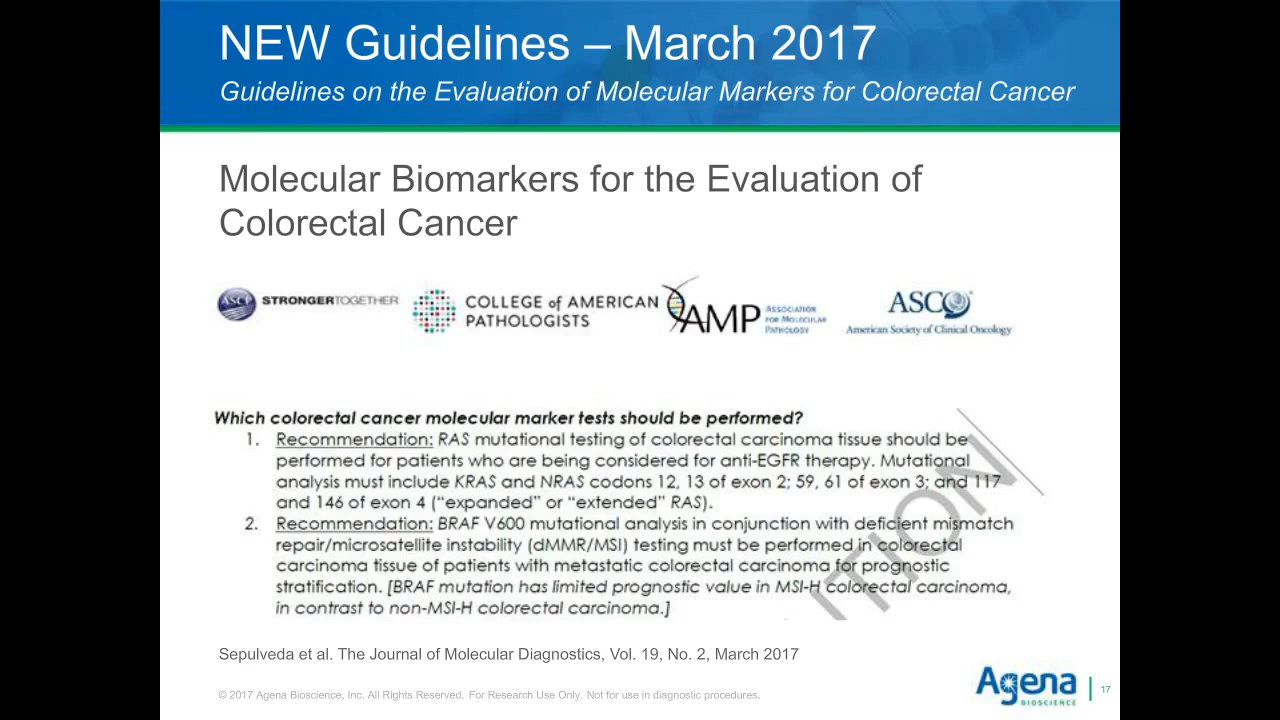 NEW Guidelines – March 2017
Guidelines on the Evaluation of Molecular Markers for Colorectal Cancer
Molecular Biomarkers for the Evaluation of
Colorectal Cancer
ASCP STRONGERTOGETHER
COLLEGE of AMERICAN
PATHOLOGISTS
AMP ASSOCIATION
FOR MOLECULAR
PATHOLOGY
ASCO
American Society of Clinical Oncology
Which colorectal cancer molecular marker tests should be performed?
1. Recommendation: RAS mutational testing of colorectal carcinoma tissue should be
performed for patients who are being considered for anti-EGFR therapy. Mutational
analysis must include KRAS and NRAS codons 12, 13 of exon 2; 59, 61 of exon 3; and 117
and 146 of exon 4 (“expanded” or “extended” RAS).
2. Recommendation: BRAF V600 mutational analysis in conjunction with deficient mismatch
repair/microsatellite instability (dMMR/MSI) testing must be performed in colorectal
carcinoma tissue of patients with metastatic colorectal carcinoma for prognostic
stratification. [BRAF mutation has limited prognostic value in MSI-H colorectal carcinoma,
in contrast to non-MSI-H colorectal carcinoma.]
ITION
Sepulveda et al. The Journal of Molecular Diagnostics, Vol. 19, No. 2, March 2017
© 2017 Agena Bioscience, Inc. All Rights Reserved. For Research Use Only. Not for use in diagnostic procedures.
Agena
BIOSCIENCE
17